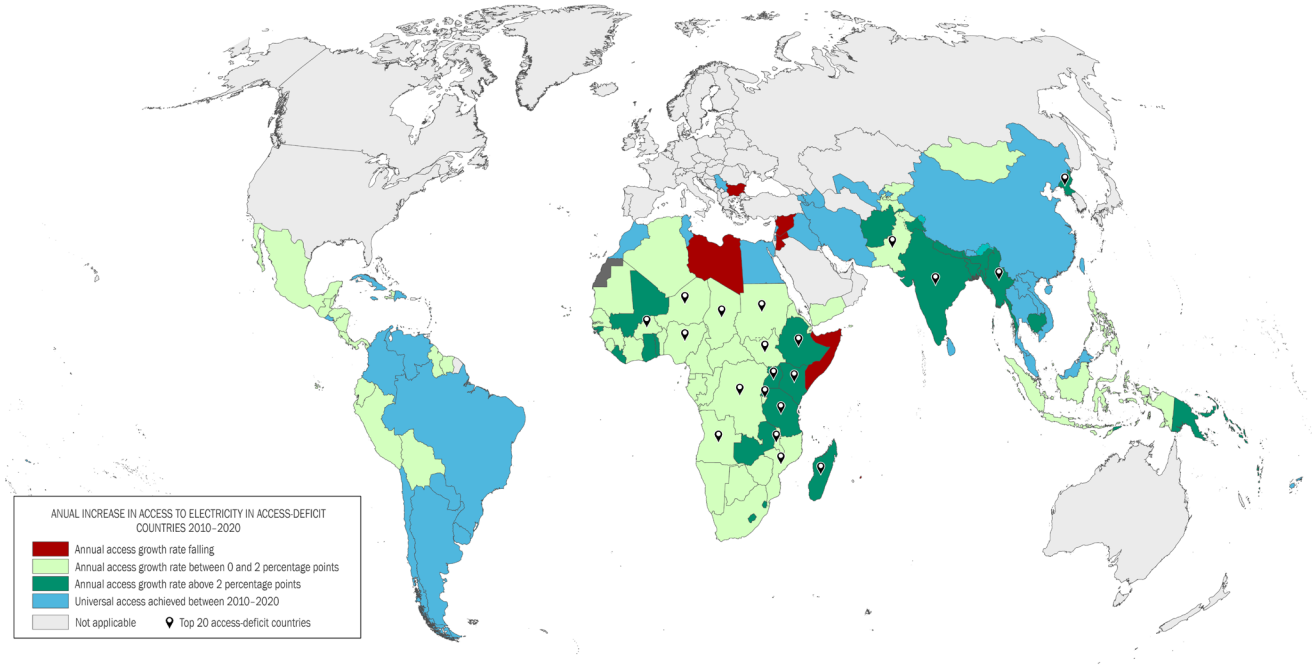 ANUAL INCREASE IN ACCESS TO ELECTRICITY IN ACCESS-DEFICIT
COUNTRIES 2010–2020
Annual access growth rate falling
Annual access growth rate between 0 and 2 percentage points
Annual access growth rate above 2 percentage points
Universal access achieved between 2010–2020
Not applicable
Top 20 access-deficit countries